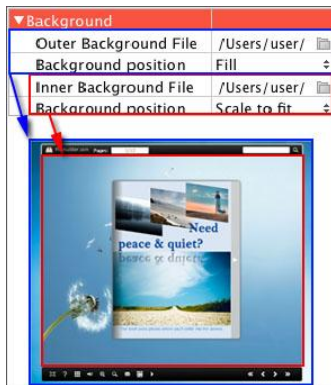 Background
Outer Background File /Users/user/
Background position Fill
Inner Background File /Users/user/
Background position Scale to fit
Pages:
Need
peace & quiet?